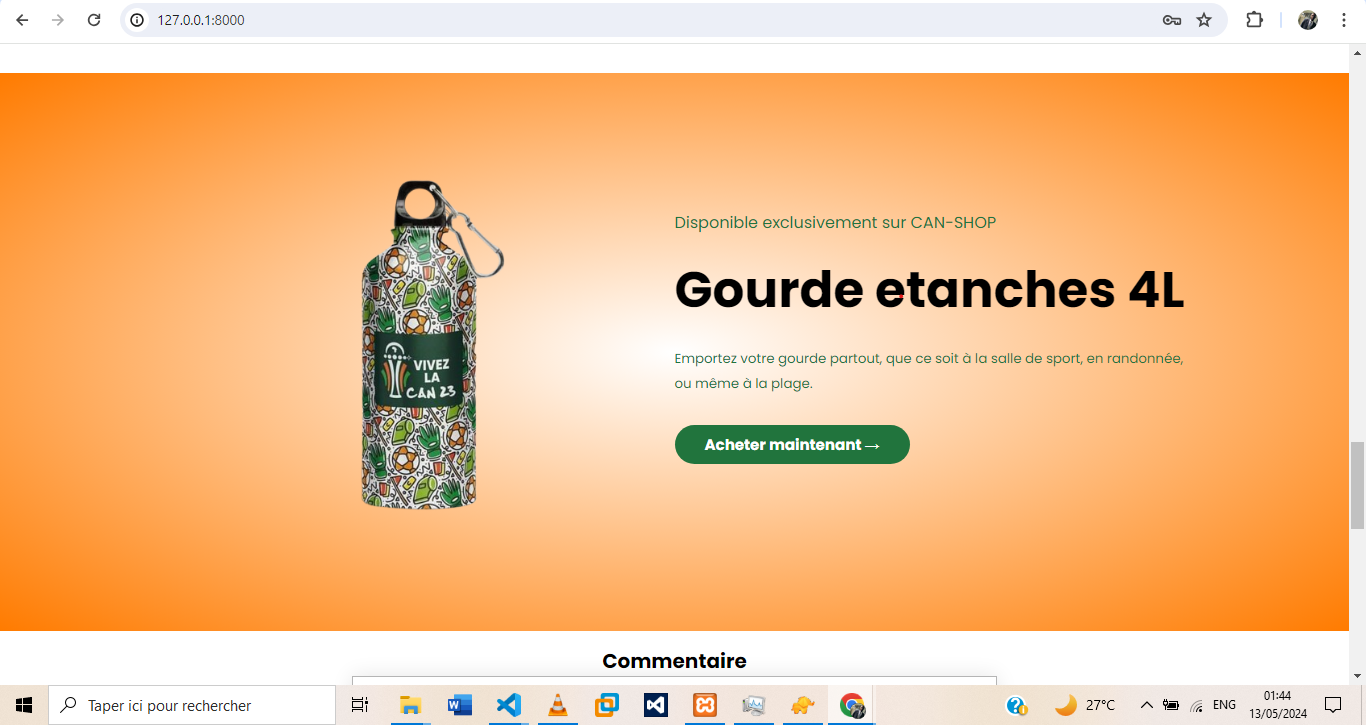 127.0.0.1:8000
Disponible exclusivement sur CAN-SHOP
Gourde etanches 4L
Emportez votre gourde partout, que ce soit à la salle de sport, en randonnée,
ou même à la plage.
Acheter maintenant →
VIVEZ
LA
CAN 23
Commentaire
Taper ici pour rechercher
27°C
ENG
01:44
13/05/2024